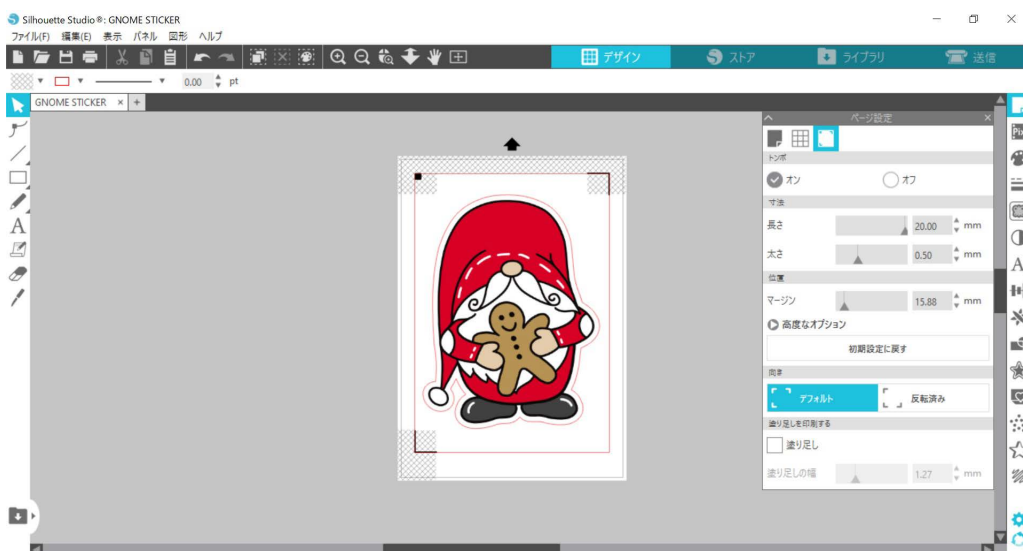 Silhouette Studio®: GNOME STICKER
ファイル(F) 編集(E) 表示 パネル 図形 ヘルプ
デザイン ストア ライブラリ 送信
0.00 pt
GNOME STICKER × +
ページ設定
トンボ
オン オフ
寸法
長さ 20.00 mm
太さ 0.50 mm
位置
マージン 15.88 mm
高度なオプション
初期設定に戻す
向き
デフォルト 反転済み
塗り足しを印刷する
塗り足し
塗り足しの幅 1.27 mm